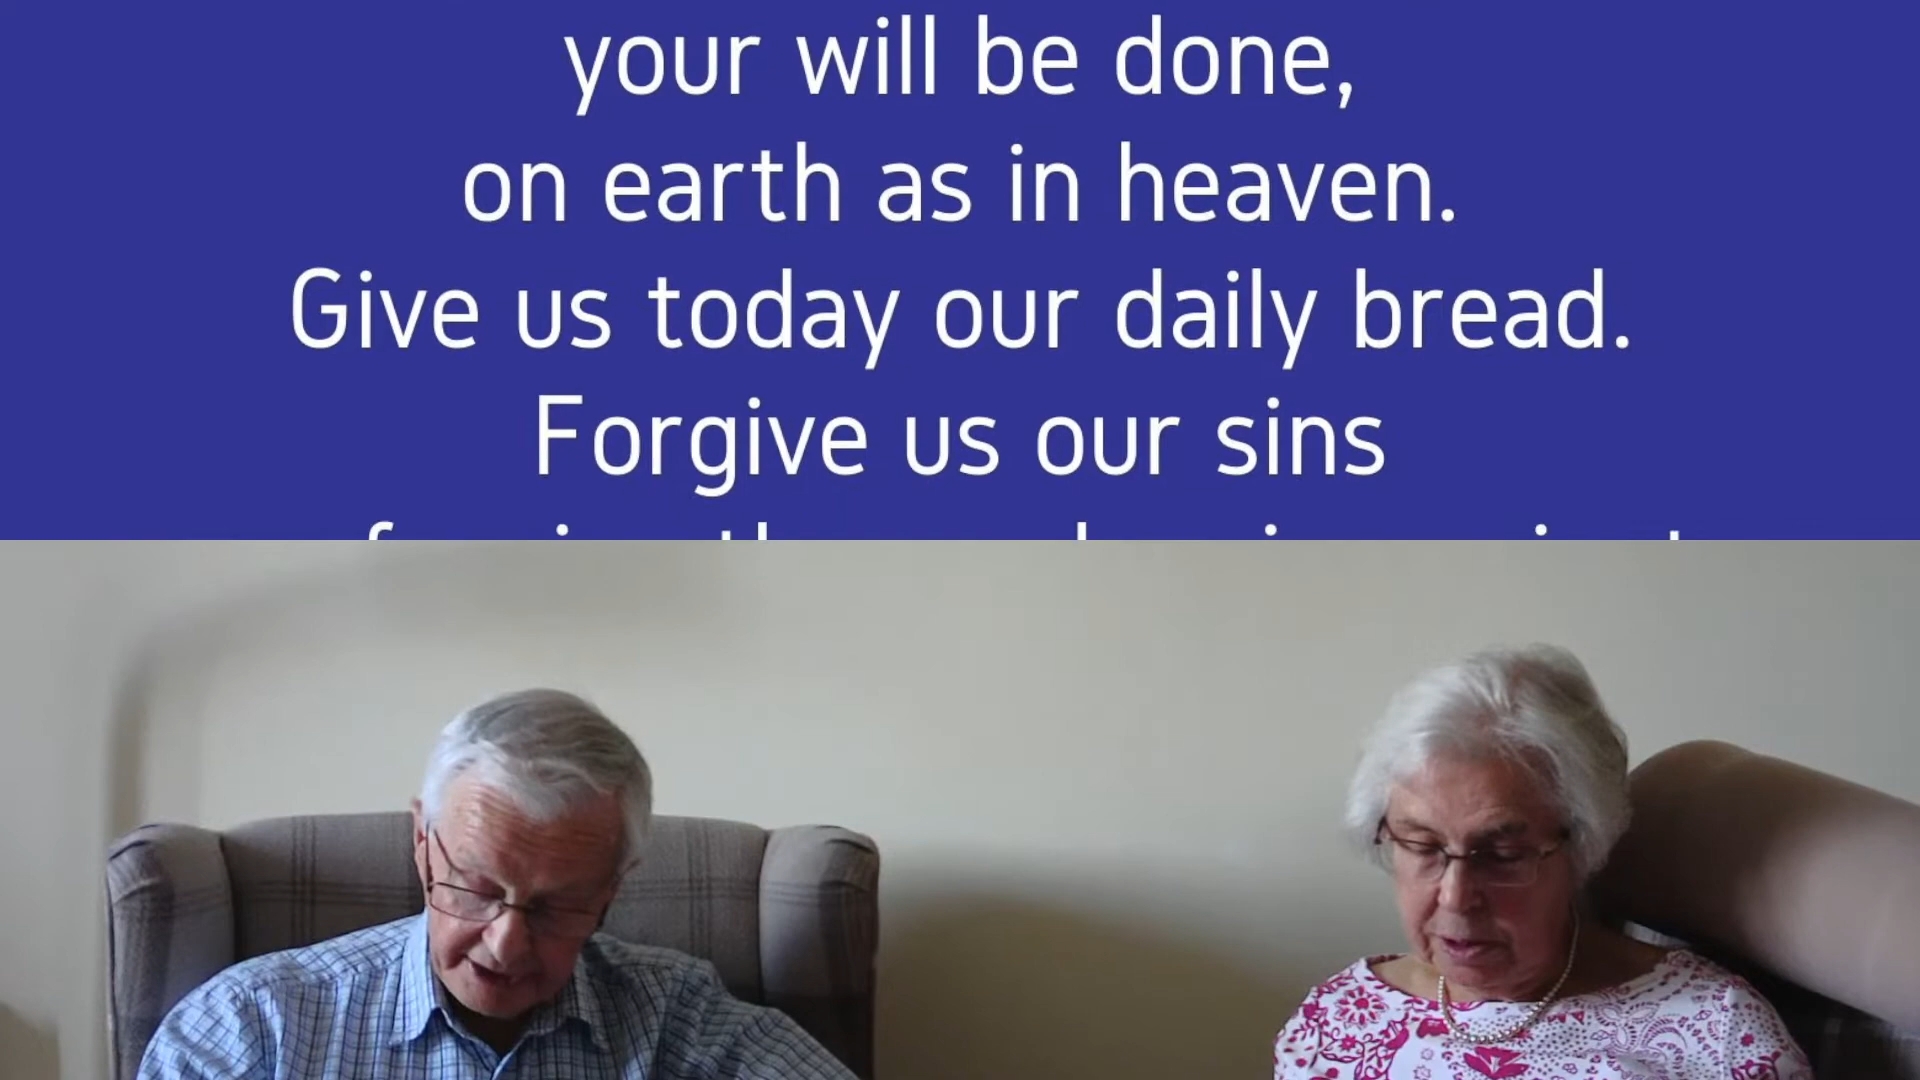 your will be done,
on earth as in heaven.
Give us today our daily bread.
Forgive us our sins